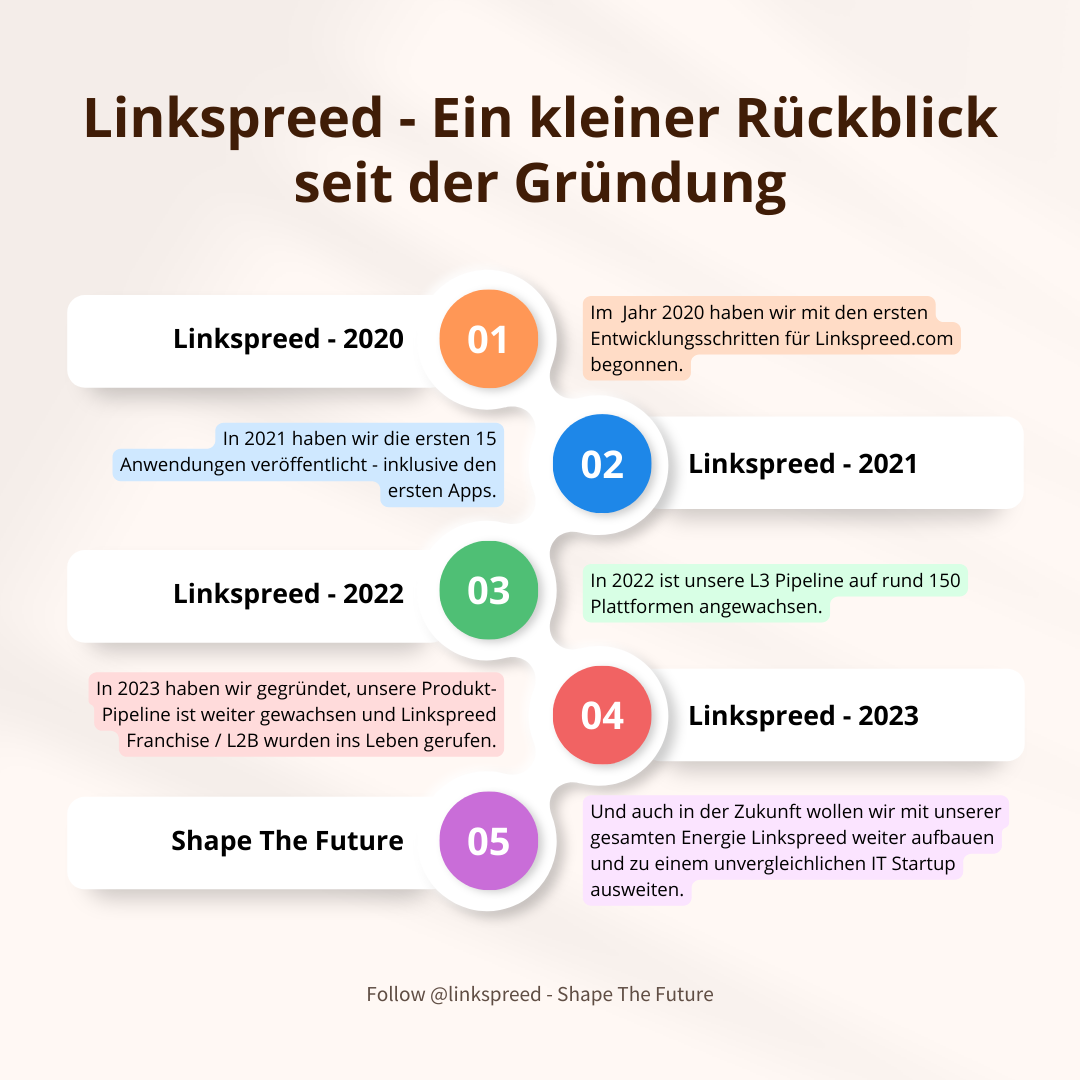 Linkspreed - Ein kleiner Rückblick
seit der Gründung
Linkspreed - 2020
01
Im  Jahr 2020 haben wir mit den ersten
Entwicklungsschritten für Linkspreed.com
begonnen.
In 2021 haben wir die ersten 15
Anwendungen veröffentlicht - inklusive den
ersten Apps.
02
Linkspreed - 2021
Linkspreed - 2022
03
In 2022 ist unsere L3 Pipeline auf rund 150
Plattformen angewachsen.
In 2023 haben wir gegründet, unsere Produkt-
Pipeline ist weiter gewachsen und Linkspreed
Franchise / L2B wurden ins Leben gerufen.
04
Linkspreed - 2023
Shape The Future
05
Und auch in der Zukunft wollen wir mit unserer
gesamten Energie Linkspreed weiter aufbauen
und zu einem unvergleichlichen IT Startup
ausweiten.
Follow @linkspreed - Shape The Future